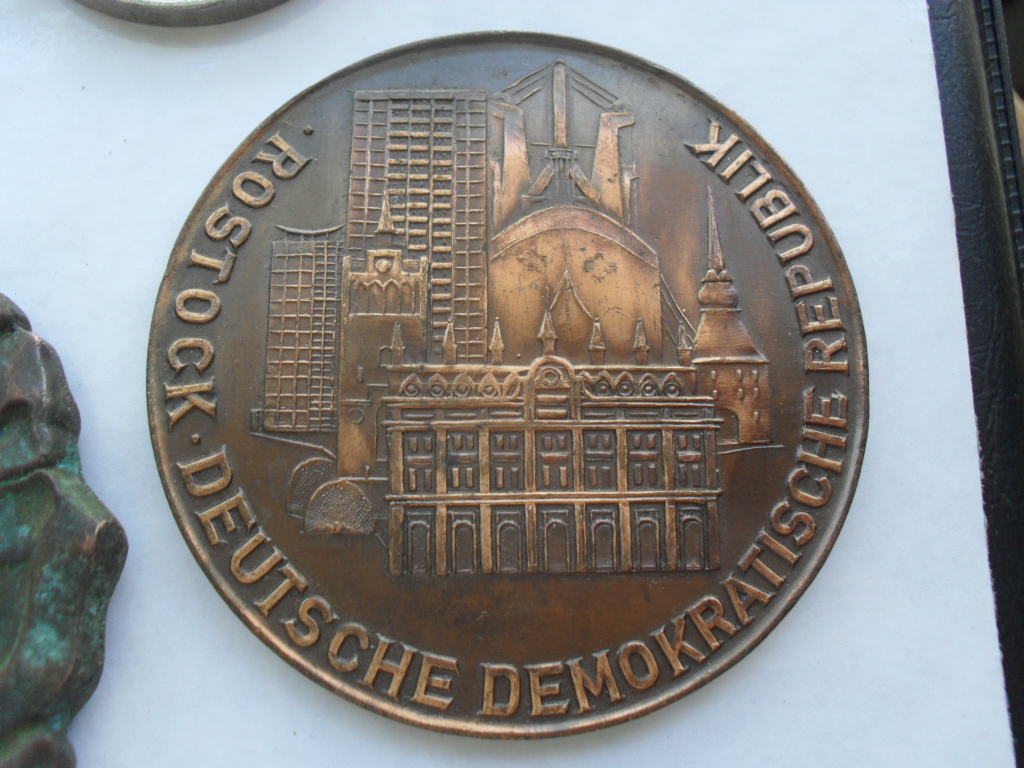 · ROSTOCK · DEUTSCHE DEMOKRATISCHE REPUBLIK